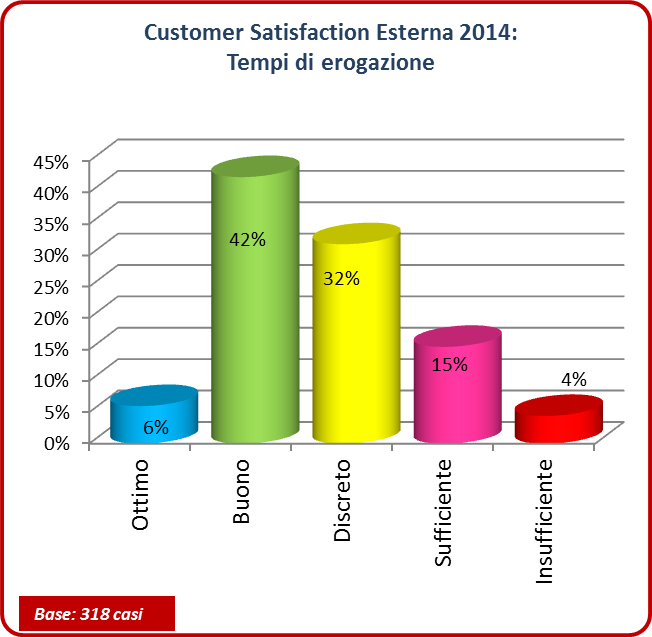 Customer Satisfaction Esterna 2014:
Tempi di erogazione
45%
40%
35%
30%
25%
20%
15%
10%
5%
0%
6%
42%
32%
15%
4%
Ottimo
Buono
Discreto
Sufficiente
Insufficiente
Base: 318 casi